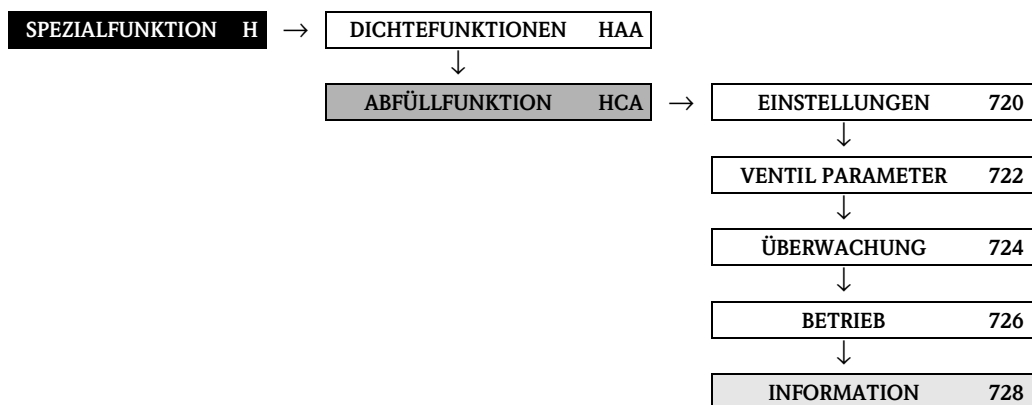 SPEZIALFUNKTION H → DICHTEFUNKTIONEN HAA
↓
ABFÜLLFUNKTION HCA → EINSTELLUNGEN 720
↓
VENTIL PARAMETER 722
↓
ÜBERWACHUNG 724
↓
BETRIEB 726
↓
INFORMATION 728